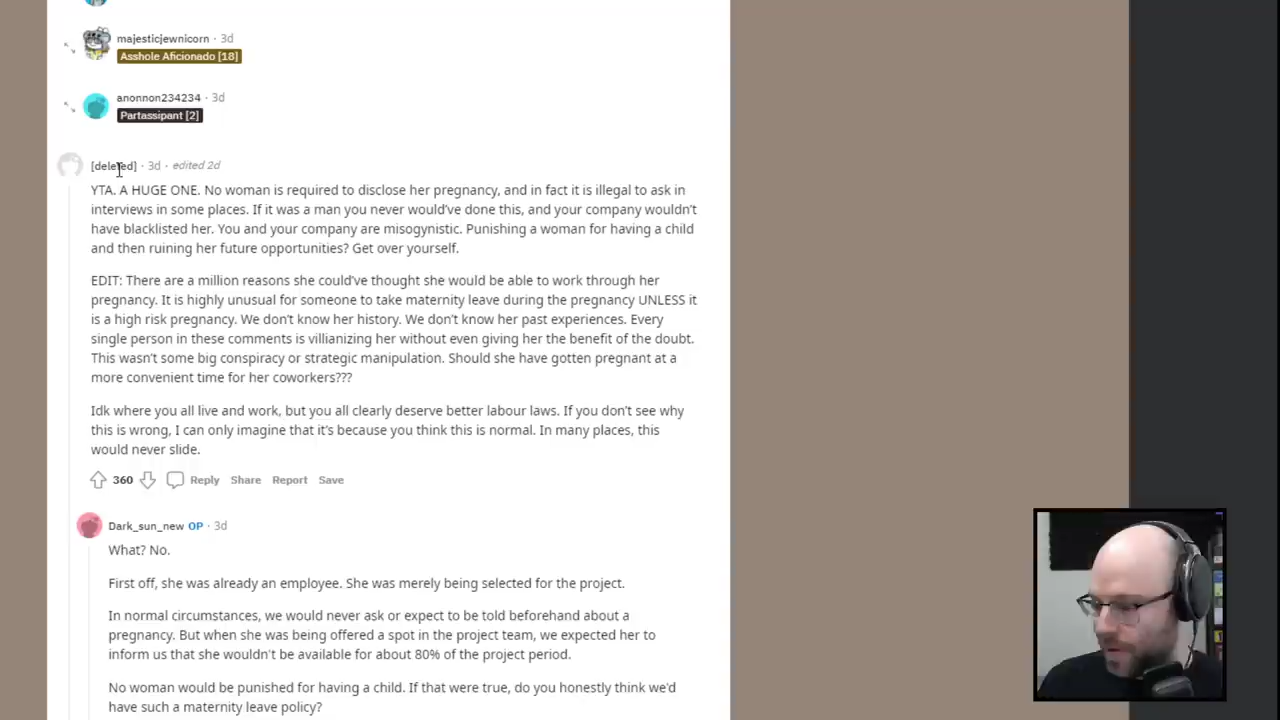 majesticjewnicorn · 3d
Asshole Aficionado [18]
anonnon234234 · 3d
Partassipant [2]
[deleted] · 3d · edited 2d
YTA. A HUGE ONE. No woman is required to disclose her pregnancy, and in fact it is illegal to ask in
interviews in some places. If it was a man you never would've done this, and your company wouldn't
have blacklisted her. You and your company are misogynistic. Punishing a woman for having a child
and then ruining her future opportunities? Get over yourself.
EDIT: There are a million reasons she could've thought she would be able to work through her
pregnancy. It is highly unusual for someone to take maternity leave during the pregnancy UNLESS it
is a high risk pregnancy. We don't know her history. We don't know her past experiences. Every
single person in these comments is villianizing her without even giving her the benefit of the doubt.
This wasn't some big conspiracy or strategic manipulation. Should she have gotten pregnant at a
more convenient time for her coworkers???
Idk where you all live and work, but you all clearly deserve better labour laws. If you don't see why
this is wrong, I can only imagine that it's because you think this is normal. In many places, this
would never slide.
360 Reply Share Report Save
Dark_sun_new OP · 3d
What? No.
First off, she was already an employee. She was merely being selected for the project.
In normal circumstances, we would never ask or expect to be told beforehand about a
pregnancy. But when she was being offered a spot in the project team, we expected her to
inform us that she wouldn't be available for about 80% of the project period.
No woman would be punished for having a child. If that were true, do you honestly think we'd
have such a maternity leave policy?